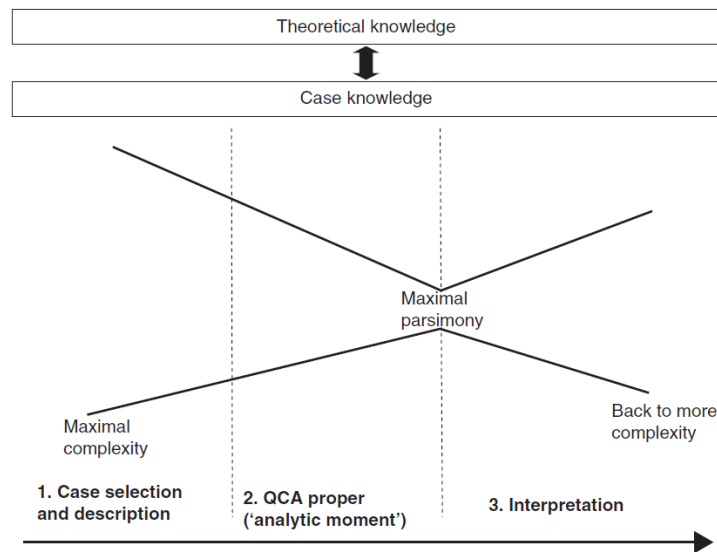 Theoretical knowledge
Case knowledge
Maximal
parsimony
Maximal
complexity
Back to more
complexity
1. Case selection
and description
2. QCA proper
(‘analytic moment’)
3. Interpretation